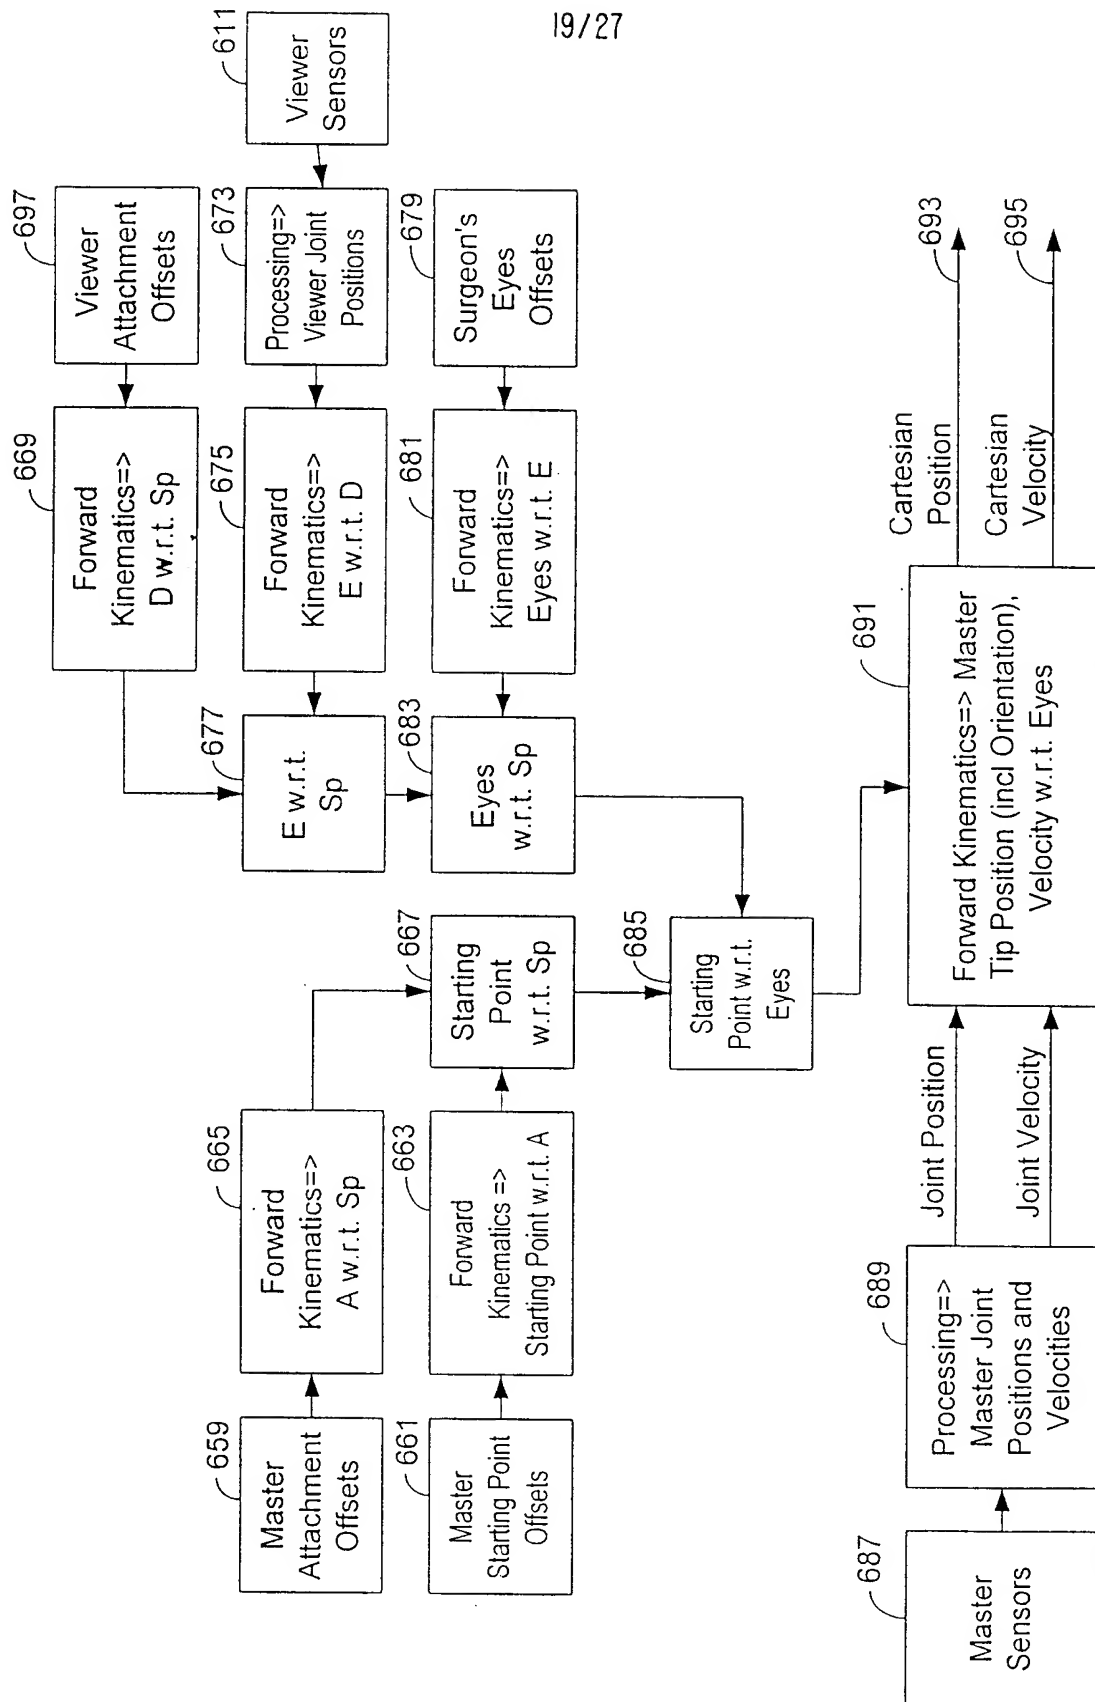 19/27
697
Viewer
Attachment
Offsets
669
Forward
Kinematics=>
D w.r.t. Sp
611
Viewer
Sensors
673
Processing=>
Viewer Joint
Positions
675
Forward
Kinematics=>
E w.r.t. D
677
E w.r.t.
Sp
679
Surgeon's
Eyes
Offsets
681
Forward
Kinematics=>
Eyes w.r.t. E
683
Eyes
w.r.t. Sp
659
Master
Attachment
Offsets
665
Forward
Kinematics=>
A w.r.t. Sp
661
Master
Starting Point
Offsets
663
Forward
Kinematics =>
Starting Point w.r.t. A
667
Starting
Point
w.r.t. Sp
685
Starting
Point w.r.t.
Eyes
687
Master
Sensors
689
Processing=>
Master Joint
Positions and
Velocities
Joint Position
Joint Velocity
691
Forward Kinematics=> Master
Tip Position (incl Orientation),
Velocity w.r.t. Eyes
Cartesian
Position
693
Cartesian
Velocity
695